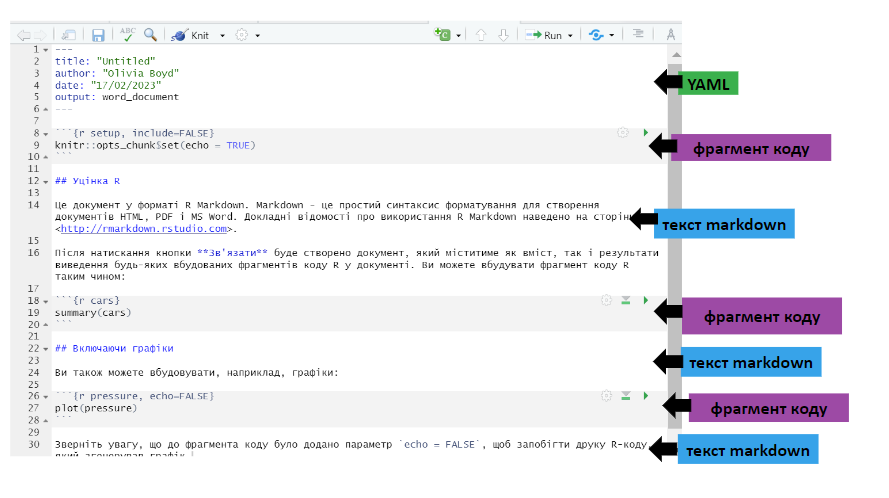 ABC Knit Run
1 ---
2 title: "Untitled"
3 author: "Olivia Boyd"
4 date: "17/02/2023"
5 output: word_document
6 ---
YAML
7
8 ```{r setup, include=FALSE}
9 knitr::opts_chunk$set(echo = TRUE)
10 ```
фрагмент коду
11
12 ## Уцінка R
13
14 Це документ у форматі R Markdown. Markdown - це простий синтаксис форматування для створення
документів HTML, PDF і MS Word. Докладні відомості про використання R Markdown наведено на сторін
<http://rmarkdown.rstudio.com>.
текст markdown
15
16 Після натискання кнопки **Зв'язати** буде створено документ, який міститиме як вміст, так і результати
виведення будь-яких вбудованих фрагментів коду R у документі. Ви можете вбудувати фрагмент коду R
таким чином:
17
18 ```{r cars}
19 summary(cars)
20 ```
фрагмент коду
21
22 ## Включаючи графіки
23
24 Ви також можете вбудовувати, наприклад, графіки:
текст markdown
25
26 ```{r pressure, echo=FALSE}
27 plot(pressure)
28 ```
фрагмент коду
29
30 Зверніть увагу, що до фрагмента коду було додано параметр `echo = FALSE`, щоб запобігти друку R-коду,
який згенерував графік.
текст markdown